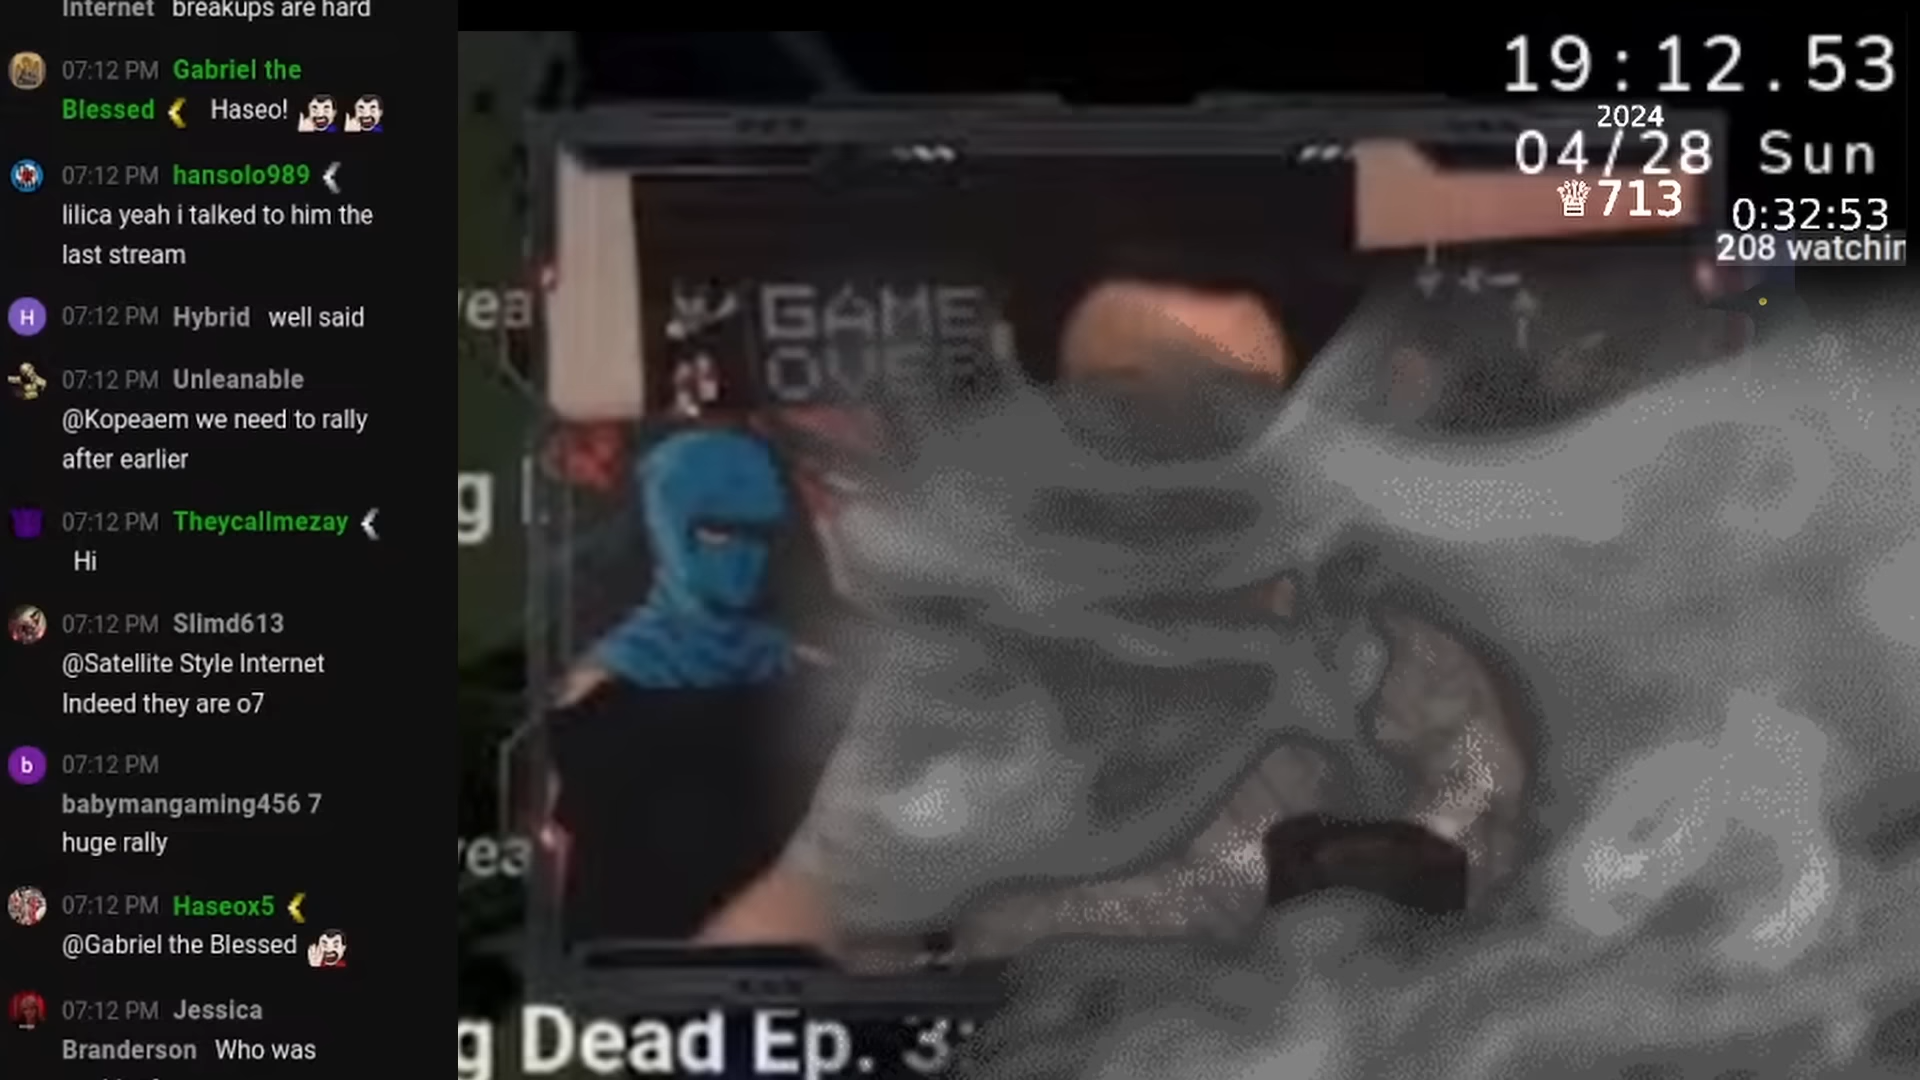 Internet breakups are hard
07:12 PM Gabriel the
Blessed Haseo!
07:12 PM hansolo989
lilica yeah i talked to him the
last stream
H 07:12 PM Hybrid well said
07:12 PM Unleanable
@Kopeaem we need to rally
after earlier
07:12 PM Theycallmezay
Hi
07:12 PM Slimd613
@Satellite Style Internet
Indeed they are o7
b 07:12 PM
babymangaming456 7
huge rally
07:12 PM Haseox5
@Gabriel the Blessed
07:12 PM Jessica
Branderson Who was
19:12.53
2024
04/28 Sun
713
0:32:53
208 watchin
GAME
OVER
yea
g
yea
g Dead Ep. 3